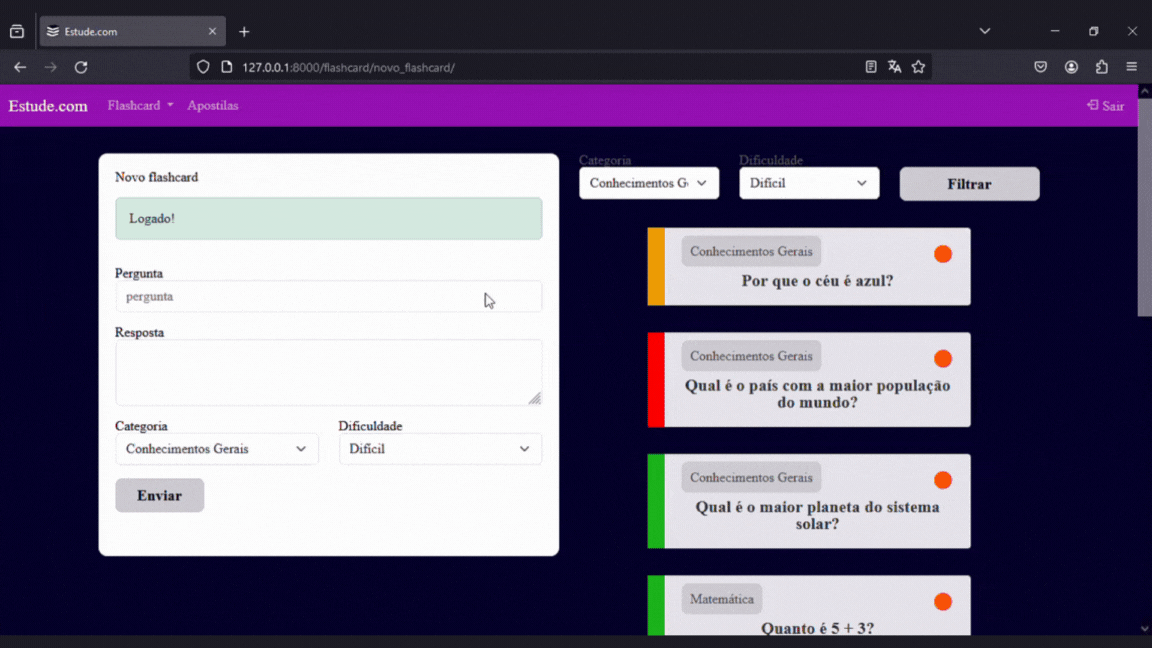 Estude.com
127.0.0.1:8000/flashcard/novo_flashcard/
Estude.com Flashcard Apostilas Sair
Novo flashcard
Logado!
Pergunta
pergunta
Resposta
Categoria Dificuldade
Conhecimentos Gerais Difícil
Enviar
Categoria Dificuldade
Conhecimentos G Difícil Filtrar
Conhecimentos Gerais
Por que o céu é azul?
Conhecimentos Gerais
Qual é o país com a maior população
do mundo?
Conhecimentos Gerais
Qual é o maior planeta do sistema
solar?
Matemática
Quanto é 5 + 3?